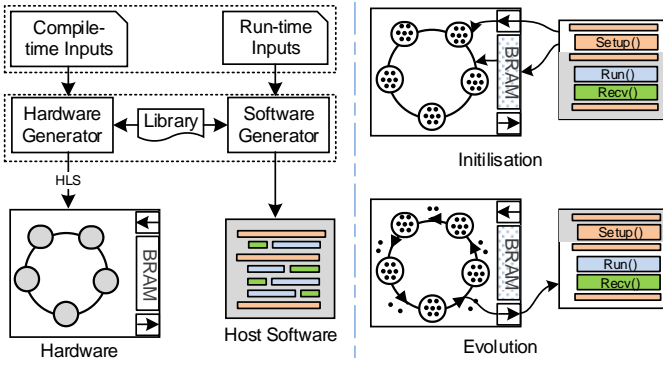 Compile-
time Inputs
Run-time
Inputs
Hardware
Generator
Library
Software
Generator
HLS
BRAM
Hardware
Host Software
BRAM
Setup()
Run()
Recv()
Initilisation
BRAM
Setup()
Run()
Recv()
Evolution